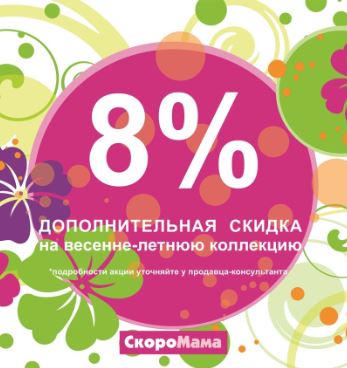 8%
ДОПОЛНИТЕЛЬНАЯ СКИДКА
на весенне-летнюю коллекцию
*подробности акции уточняйте у продавца-консультанта
СкороМама